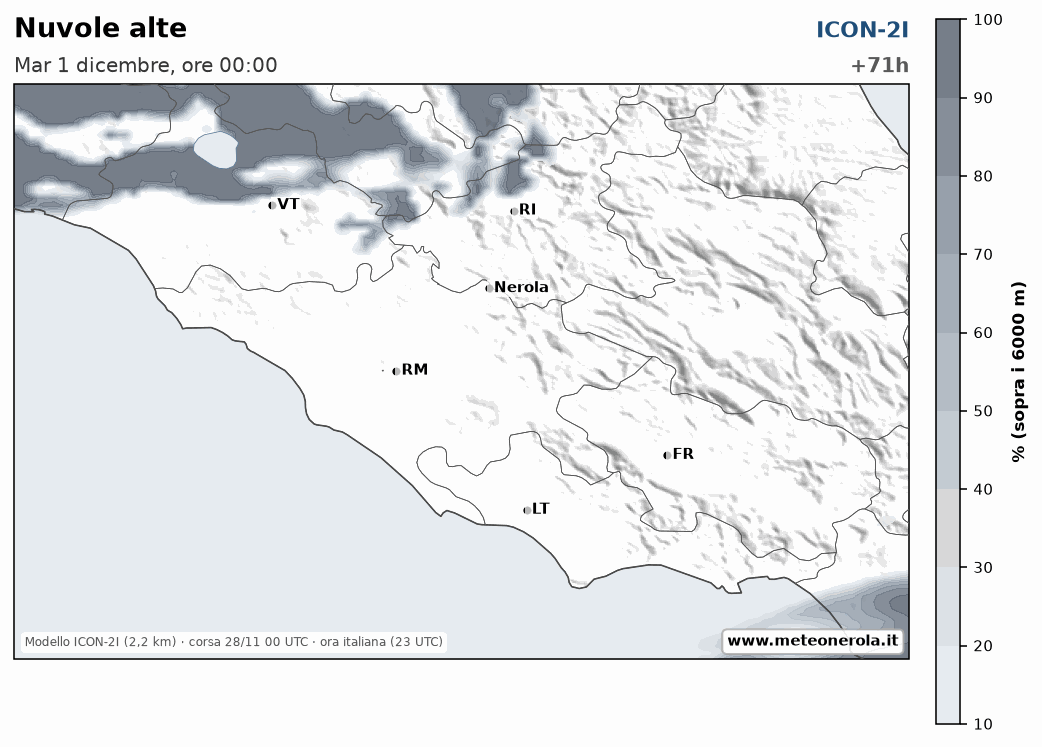 Nuvole alte
ICON-2I
Mar 1 dicembre, ore 00:00
+71h
VT
RI
Nerola
RM
FR
LT
Modello ICON-2I (2,2 km) · corsa 28/11 00 UTC · ora italiana (23 UTC)
www.meteonerola.it
100
90
80
70
60
50
40
30
20
10
% (sopra i 6000 m)